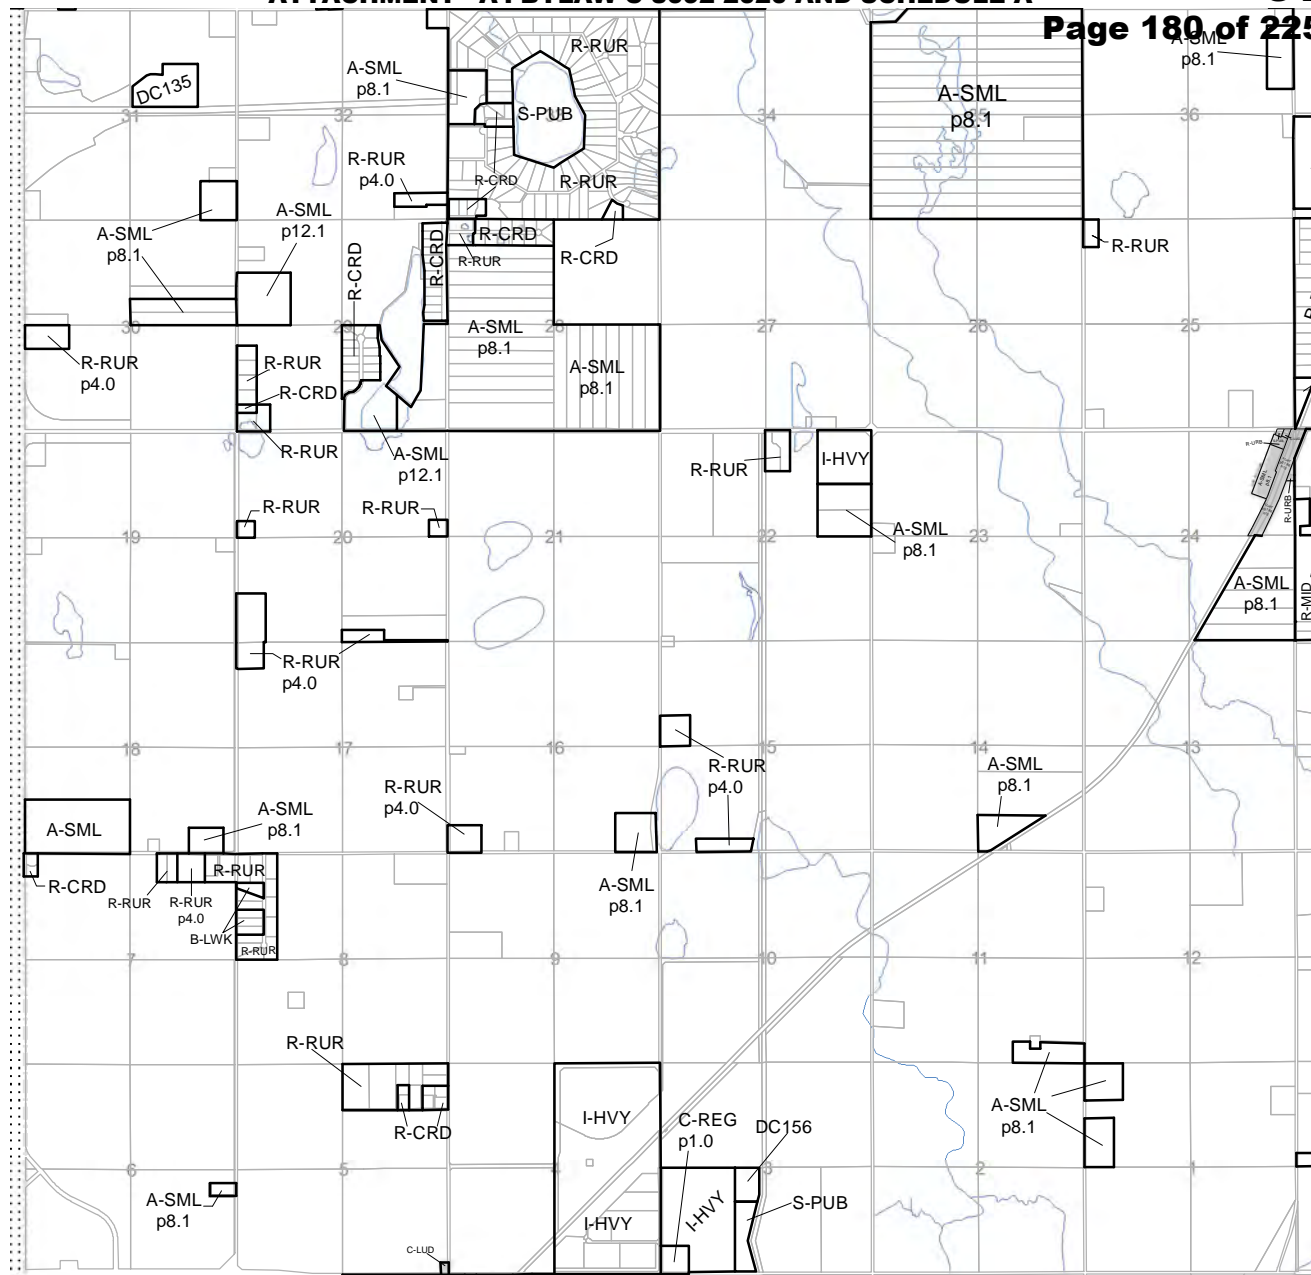 Page 180 of 225
R-RUR
A-SML
p8.1
DC135
A-SML
p8.1
S-PUB
A-SML
p8.1
31
32
34
35
36
R-RUR
p4.0
R-CRD
R-RUR
A-SML
p12.1
A-SML
p8.1
R-CRD
R-CRD
R-CRD
R-RUR
R-CRD
R-RUR
30
29
28
27
26
25
A-SML
p8.1
A-SML
p8.1
R-RUR
p4.0
R-RUR
R-CRD
R-RUR
A-SML
p12.1
R-RUR
I-HVY
R-URB
A-SML
p8.1
R-URB
R-RUR
R-RUR
A-SML
p8.1
19
20
21
22
23
24
A-SML
p8.1
R-MID
R-RUR
p4.0
18
17
16
15
14
13
R-RUR
p4.0
A-SML
p8.1
R-RUR
p4.0
A-SML
A-SML
p8.1
R-CRD
R-RUR
R-RUR
p4.0
R-RUR
B-LWK
R-RUR
A-SML
p8.1
7
8
9
10
11
12
R-RUR
R-CRD
I-HVY
C-REG
p1.0
DC156
A-SML
p8.1
6
5
4
3
2
1
A-SML
p8.1
I-HVY
I-HVY
S-PUB
C-LUD